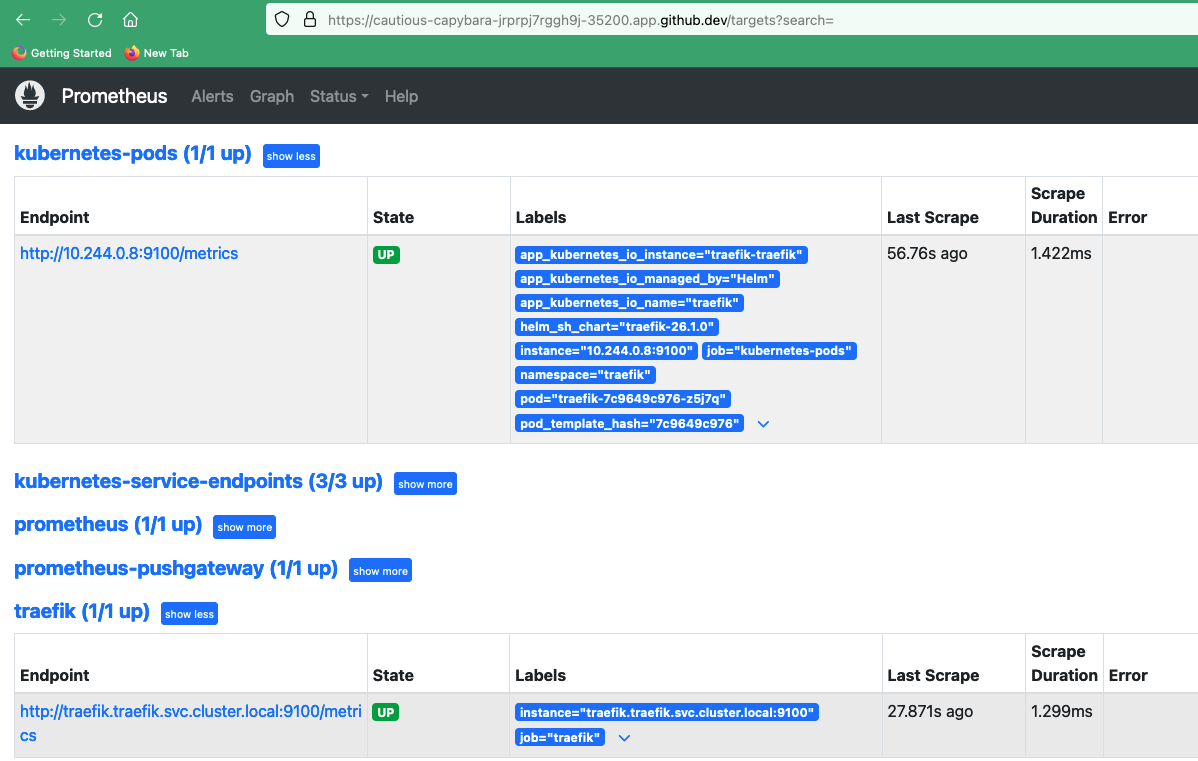 https://cautious-capybara-jrprpj7rggh9j-35200.app.github.dev/targets?search=
Getting Started New Tab
Prometheus Alerts Graph Status Help
kubernetes-pods (1/1 up) show less
Endpoint State Labels Last Scrape Scrape Duration Error
http://10.244.0.8:9100/metrics UP app_kubernetes_io_instance="traefik-traefik" 56.76s ago 1.422ms
app_kubernetes_io_managed_by="Helm"
app_kubernetes_io_name="traefik"
helm_sh_chart="traefik-26.1.0"
instance="10.244.0.8:9100" job="kubernetes-pods"
namespace="traefik"
pod="traefik-7c9649c976-z5j7q"
pod_template_hash="7c9649c976"
kubernetes-service-endpoints (3/3 up) show more
prometheus (1/1 up) show more
prometheus-pushgateway (1/1 up) show more
traefik (1/1 up) show less
Endpoint State Labels Last Scrape Scrape Duration Error
http://traefik.traefik.svc.cluster.local:9100/metri UP instance="traefik.traefik.svc.cluster.local:9100" 27.871s ago 1.299ms
cs job="traefik"